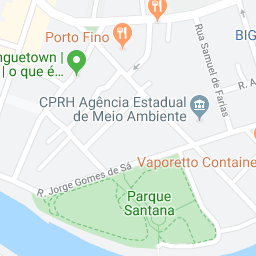 Porto Fino
BIG
nguetown |
| o que é...
Rua Samuel de Farias
R. A
CPRH Agência Estadual
de Meio Ambiente
Vaporetto Containe
R. Jorge Gomes de Sá
Parque
Santana